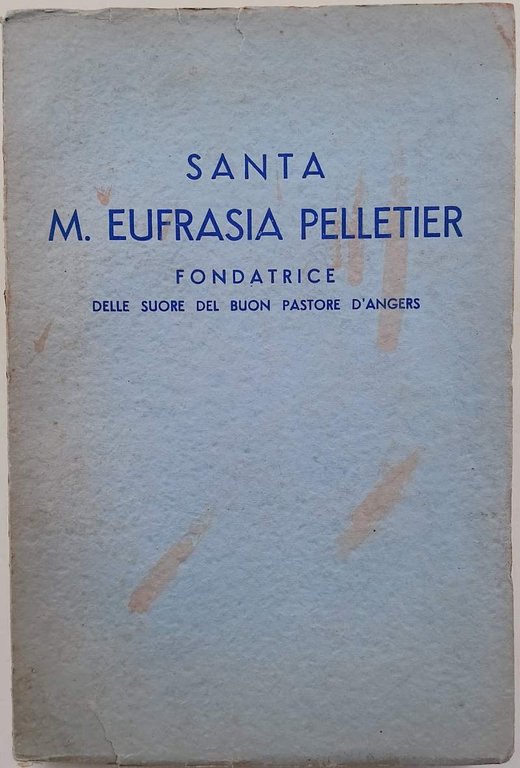 SANTA
M. EUFRASIA PELLETIER
FONDATRICE
DELLE SUORE DEL BUON PASTORE D'ANGERS